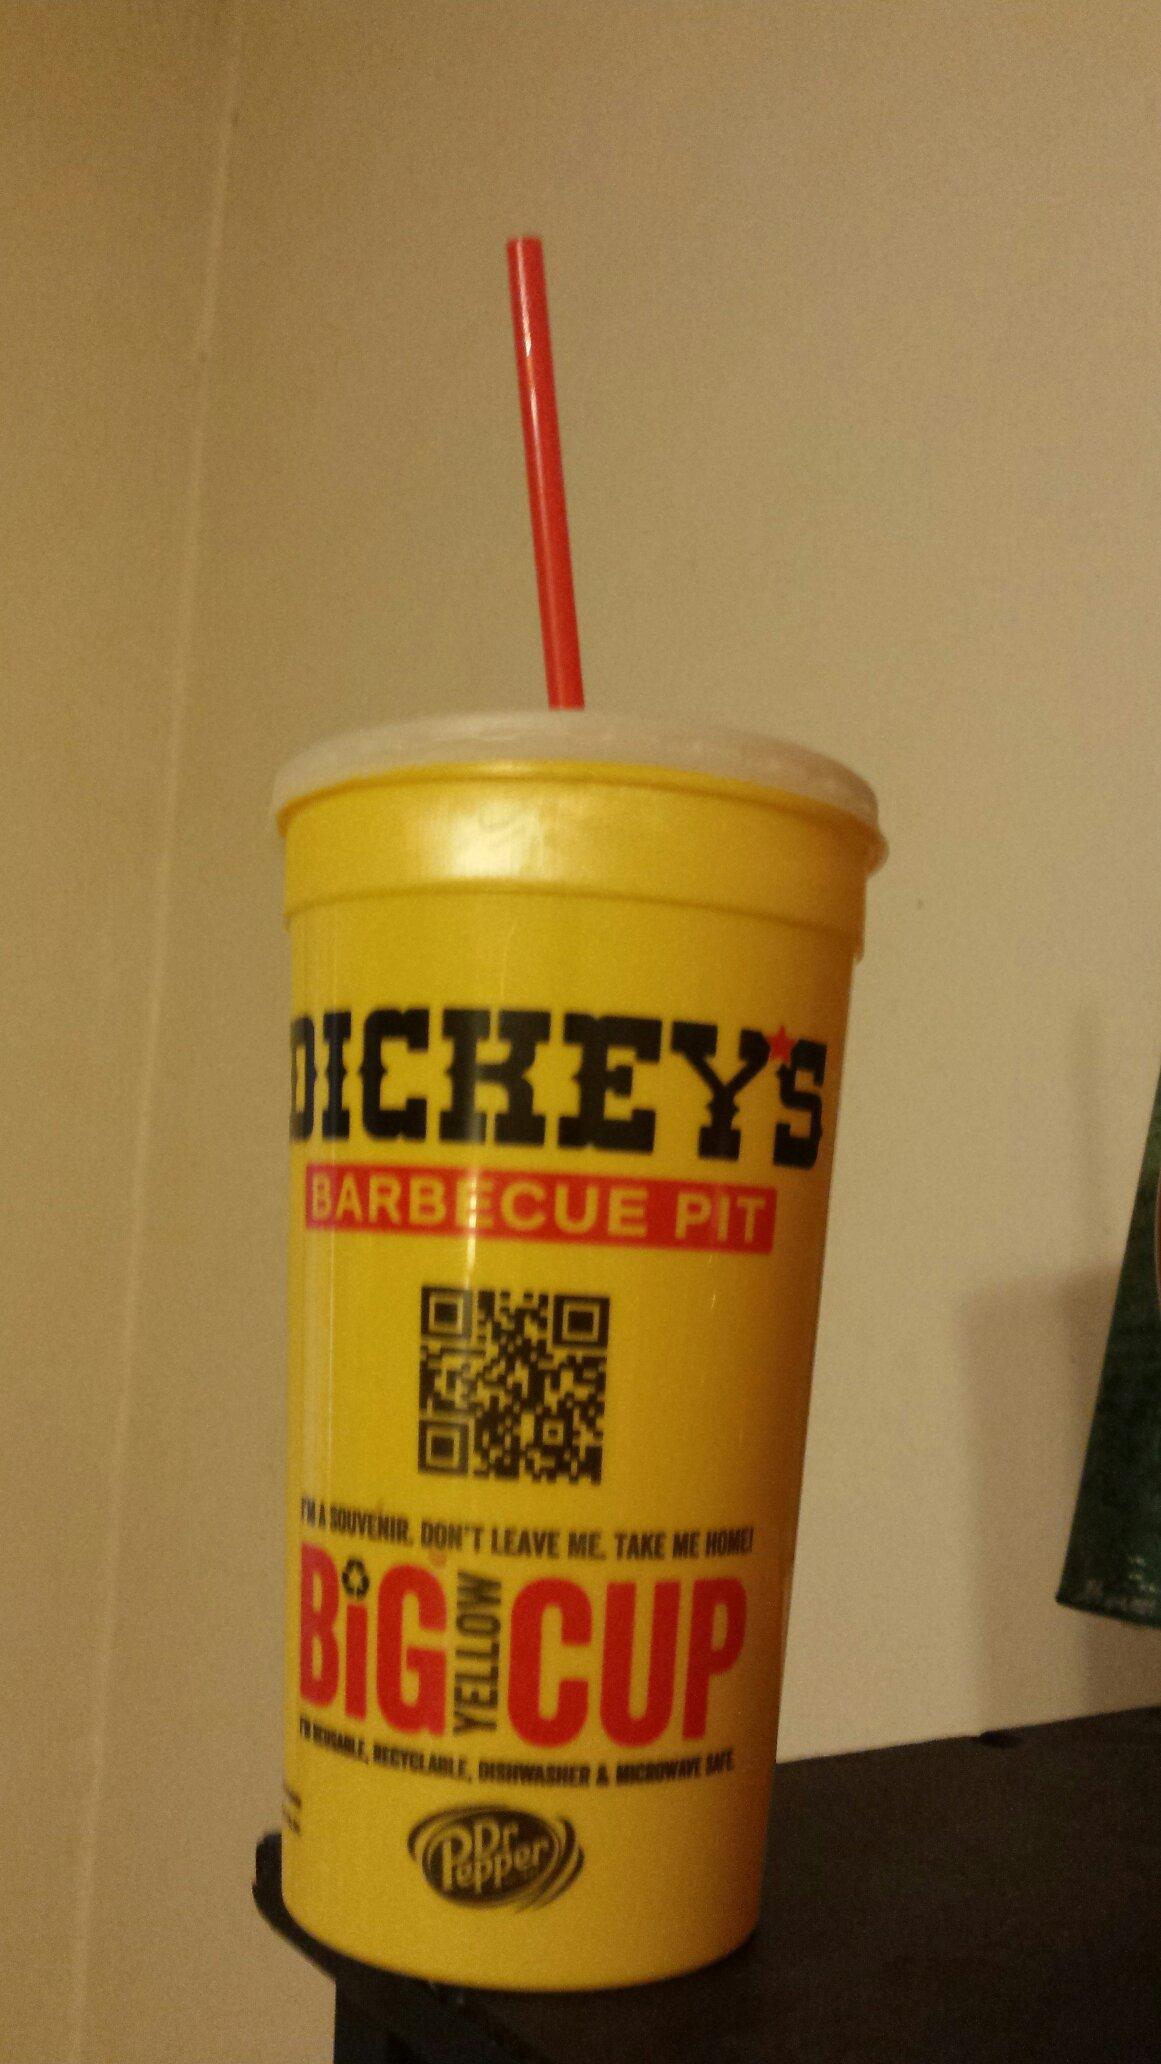 DICKEY'S
BARBECUE PIT
I'M A SOUVENIR. DON'T LEAVE ME. TAKE ME HOME!
BiG YELLOW CUP
I'M REUSABLE, RECYCLABLE, DISHWASHER & MICROWAVE SAFE.
Dr Pepper